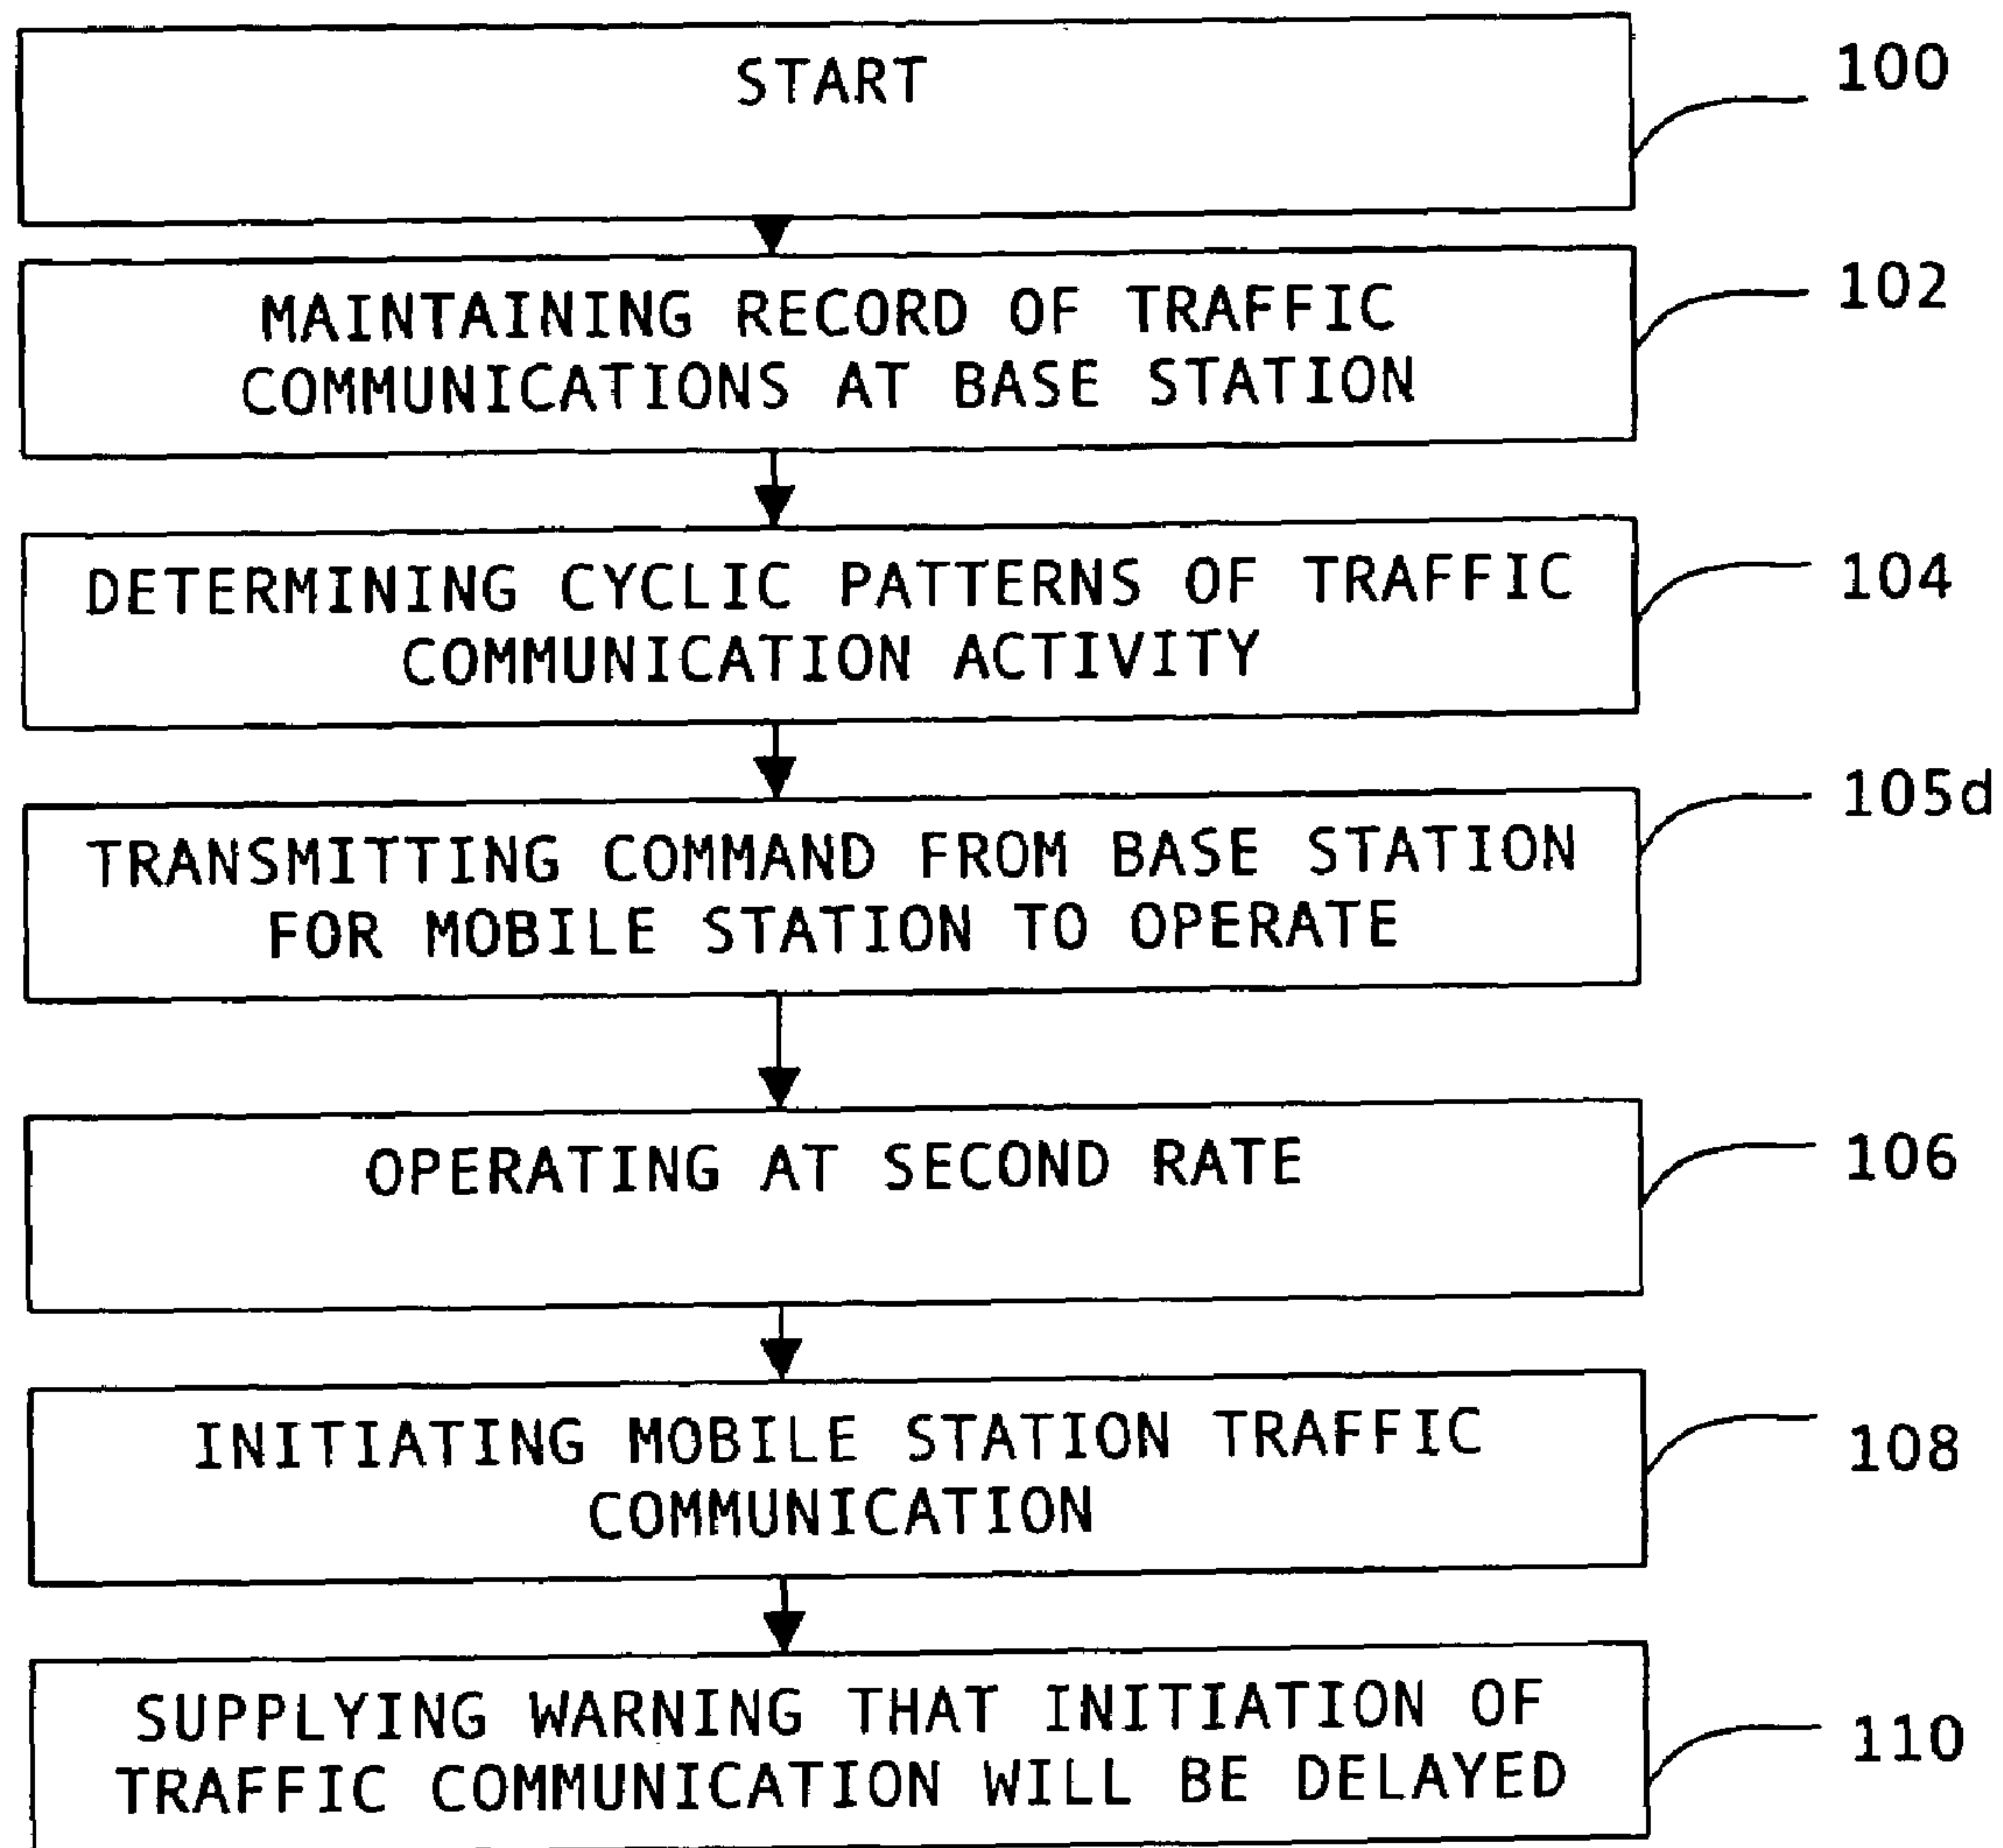 START
100
MAINTAINING RECORD OF TRAFFIC
COMMUNICATIONS AT BASE STATION
102
DETERMINING CYCLIC PATTERNS OF TRAFFIC
COMMUNICATION ACTIVITY
104
TRANSMITTING COMMAND FROM BASE STATION
FOR MOBILE STATION TO OPERATE
105d
OPERATING AT SECOND RATE
106
INITIATING MOBILE STATION TRAFFIC
COMMUNICATION
108
SUPPLYING WARNING THAT INITIATION OF
TRAFFIC COMMUNICATION WILL BE DELAYED
110